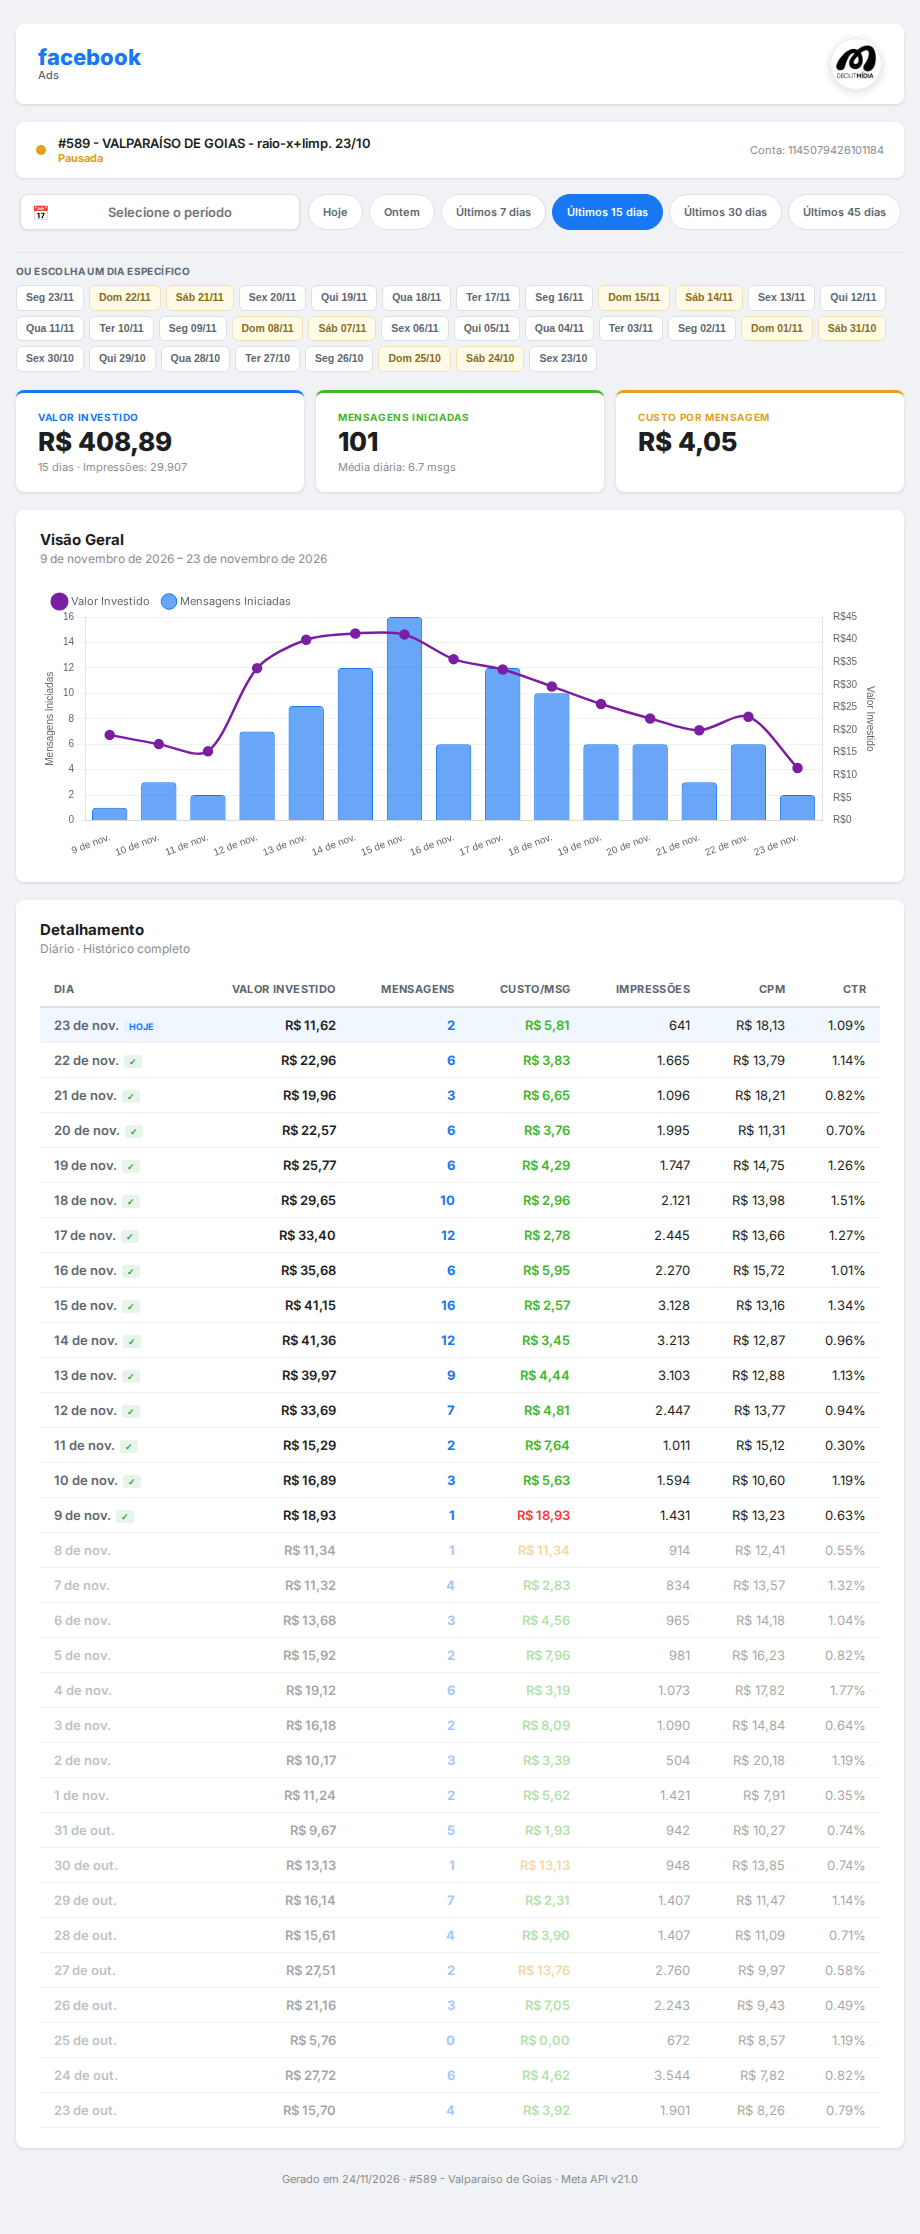 facebook
Ads
DBOUTMÍDIA
#589 - VALPARAÍSO DE GOIAS - raio-x+limp. 23/10
Pausada
Conta: 1145079426101184
Selecione o período
Hoje
Ontem
Últimos 7 dias
Últimos 15 dias
Últimos 30 dias
Últimos 45 dias
OU ESCOLHA UM DIA ESPECÍFICO
Seg 23/11 Dom 22/11 Sáb 21/11 Sex 20/11 Qui 19/11 Qua 18/11 Ter 17/11 Seg 16/11 Dom 15/11 Sáb 14/11 Sex 13/11 Qui 12/11
Qua 11/11 Ter 10/11 Seg 09/11 Dom 08/11 Sáb 07/11 Sex 06/11 Qui 05/11 Qua 04/11 Ter 03/11 Seg 02/11 Dom 01/11 Sáb 31/10
Sex 30/10 Qui 29/10 Qua 28/10 Ter 27/10 Seg 26/10 Dom 25/10 Sáb 24/10 Sex 23/10
VALOR INVESTIDO
R$ 408,89
15 dias · Impressões: 29.907
MENSAGENS INICIADAS
101
Média diária: 6.7 msgs
CUSTO POR MENSAGEM
R$ 4,05
Visão Geral
9 de novembro de 2026 – 23 de novembro de 2026
Valor Investido Mensagens Iniciadas
Mensagens Iniciadas
16
14
12
10
8
6
4
2
0
R$45
R$40
R$35
R$30
R$25
R$20
R$15
R$10
R$5
R$0
Valor Investido
9 de nov. 10 de nov. 11 de nov. 12 de nov. 13 de nov. 14 de nov. 15 de nov. 16 de nov. 17 de nov. 18 de nov. 19 de nov. 20 de nov. 21 de nov. 22 de nov. 23 de nov.
Detalhamento
Diário · Histórico completo
DIA VALOR INVESTIDO MENSAGENS CUSTO/MSG IMPRESSÕES CPM CTR
23 de nov. HOJE R$ 11,62 2 R$ 5,81 641 R$ 18,13 1.09%
22 de nov. ✓ R$ 22,96 6 R$ 3,83 1.665 R$ 13,79 1.14%
21 de nov. ✓ R$ 19,96 3 R$ 6,65 1.096 R$ 18,21 0.82%
20 de nov. ✓ R$ 22,57 6 R$ 3,76 1.995 R$ 11,31 0.70%
19 de nov. ✓ R$ 25,77 6 R$ 4,29 1.747 R$ 14,75 1.26%
18 de nov. ✓ R$ 29,65 10 R$ 2,96 2.121 R$ 13,98 1.51%
17 de nov. ✓ R$ 33,40 12 R$ 2,78 2.445 R$ 13,66 1.27%
16 de nov. ✓ R$ 35,68 6 R$ 5,95 2.270 R$ 15,72 1.01%
15 de nov. ✓ R$ 41,15 16 R$ 2,57 3.128 R$ 13,16 1.34%
14 de nov. ✓ R$ 41,36 12 R$ 3,45 3.213 R$ 12,87 0.96%
13 de nov. ✓ R$ 39,97 9 R$ 4,44 3.103 R$ 12,88 1.13%
12 de nov. ✓ R$ 33,69 7 R$ 4,81 2.447 R$ 13,77 0.94%
11 de nov. ✓ R$ 15,29 2 R$ 7,64 1.011 R$ 15,12 0.30%
10 de nov. ✓ R$ 16,89 3 R$ 5,63 1.594 R$ 10,60 1.19%
9 de nov. ✓ R$ 18,93 1 R$ 18,93 1.431 R$ 13,23 0.63%
8 de nov. R$ 11,34 1 R$ 11,34 914 R$ 12,41 0.55%
7 de nov. R$ 11,32 4 R$ 2,83 834 R$ 13,57 1.32%
6 de nov. R$ 13,68 3 R$ 4,56 965 R$ 14,18 1.04%
5 de nov. R$ 15,92 2 R$ 7,96 981 R$ 16,23 0.82%
4 de nov. R$ 19,12 6 R$ 3,19 1.073 R$ 17,82 1.77%
3 de nov. R$ 16,18 2 R$ 8,09 1.090 R$ 14,84 0.64%
2 de nov. R$ 10,17 3 R$ 3,39 504 R$ 20,18 1.19%
1 de nov. R$ 11,24 2 R$ 5,62 1.421 R$ 7,91 0.35%
31 de out. R$ 9,67 5 R$ 1,93 942 R$ 10,27 0.74%
30 de out. R$ 13,13 1 R$ 13,13 948 R$ 13,85 0.74%
29 de out. R$ 16,14 7 R$ 2,31 1.407 R$ 11,47 1.14%
28 de out. R$ 15,61 4 R$ 3,90 1.407 R$ 11,09 0.71%
27 de out. R$ 27,51 2 R$ 13,76 2.760 R$ 9,97 0.58%
26 de out. R$ 21,16 3 R$ 7,05 2.243 R$ 9,43 0.49%
25 de out. R$ 5,76 0 R$ 0,00 672 R$ 8,57 1.19%
24 de out. R$ 27,72 6 R$ 4,62 3.544 R$ 7,82 0.82%
23 de out. R$ 15,70 4 R$ 3,92 1.901 R$ 8,26 0.79%
Gerado em 24/11/2026 · #589 - Valparaíso de Goias · Meta API v21.0